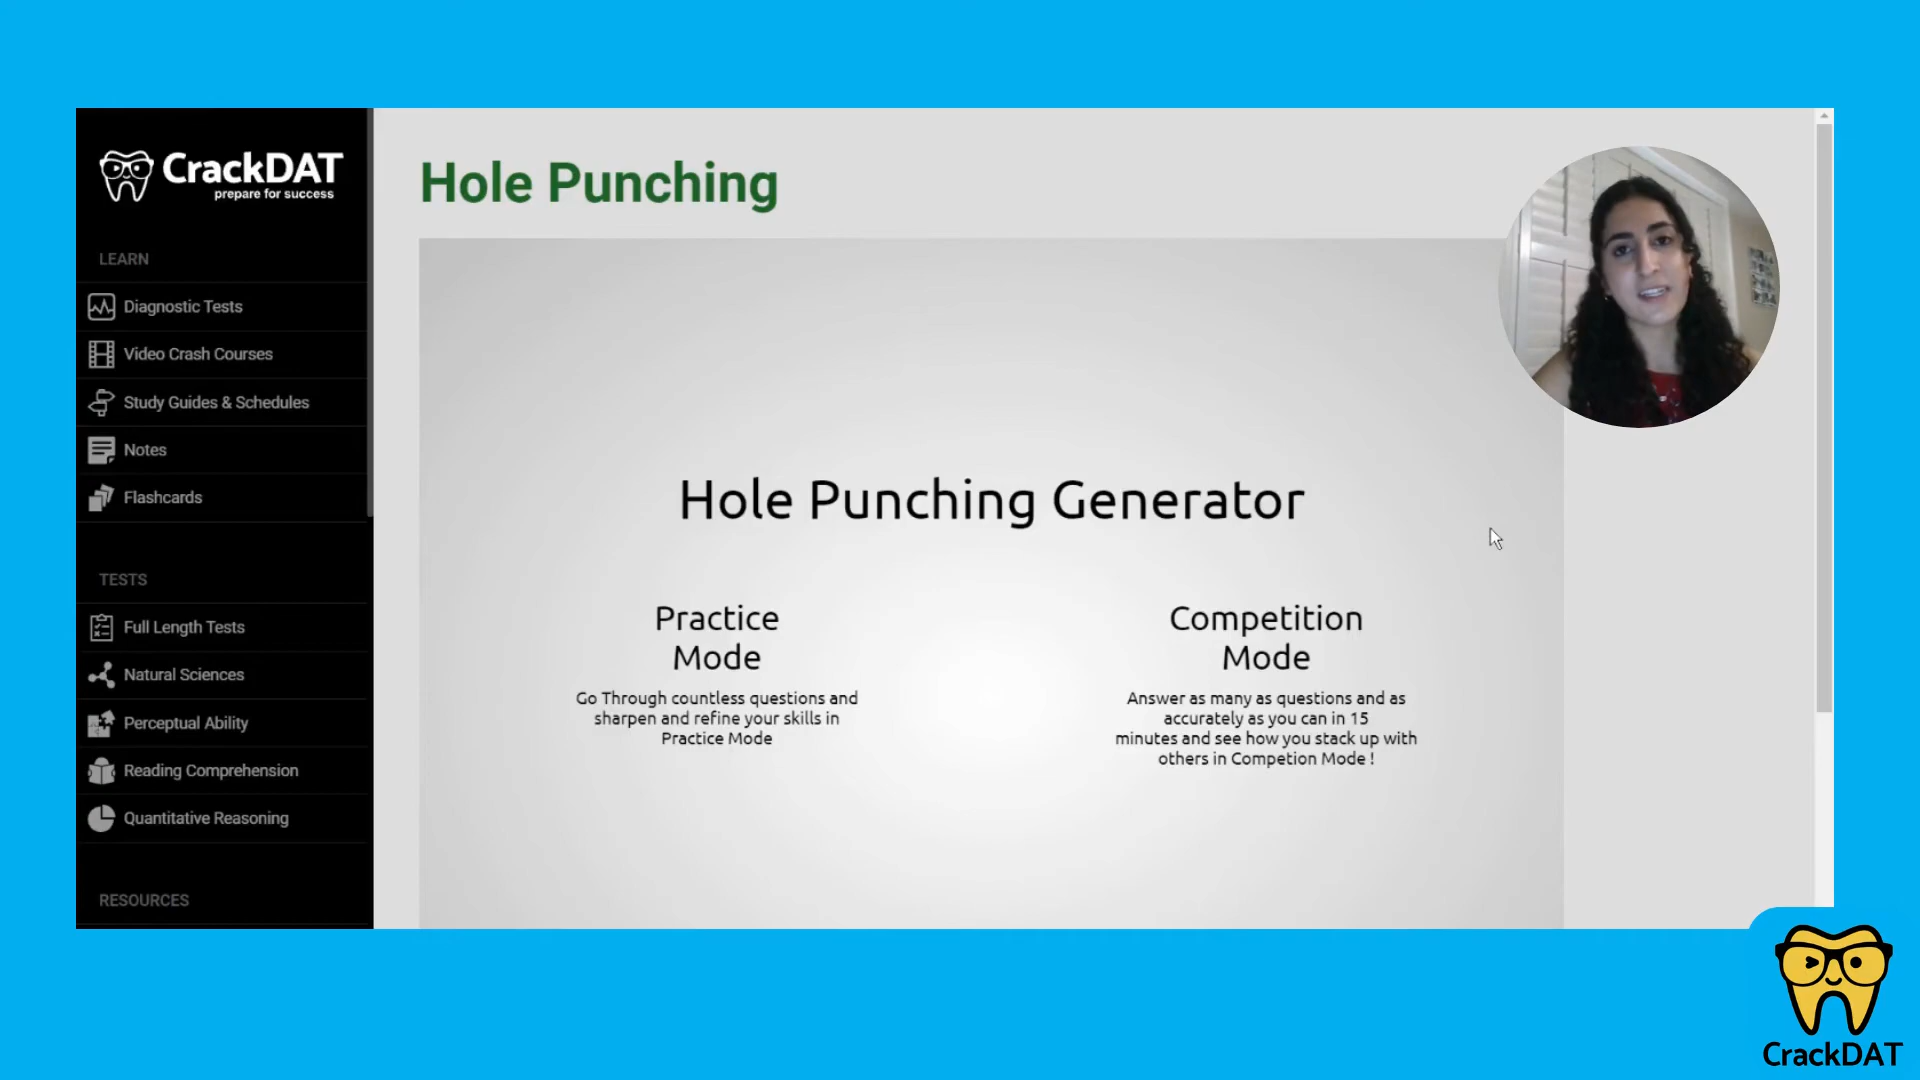 CrackDAT
prepare for success
LEARN
Diagnostic Tests
Video Crash Courses
Study Guides & Schedules
Notes
Flashcards
TESTS
Full Length Tests
Natural Sciences
Perceptual Ability
Reading Comprehension
Quantitative Reasoning
RESOURCES
Hole Punching
Hole Punching Generator
Practice
Mode
Go Through countless questions and
sharpen and refine your skills in
Practice Mode
Competition
Mode
Answer as many as questions and as
accurately as you can in 15
minutes and see how you stack up with
others in Competion Mode !
CrackDAT